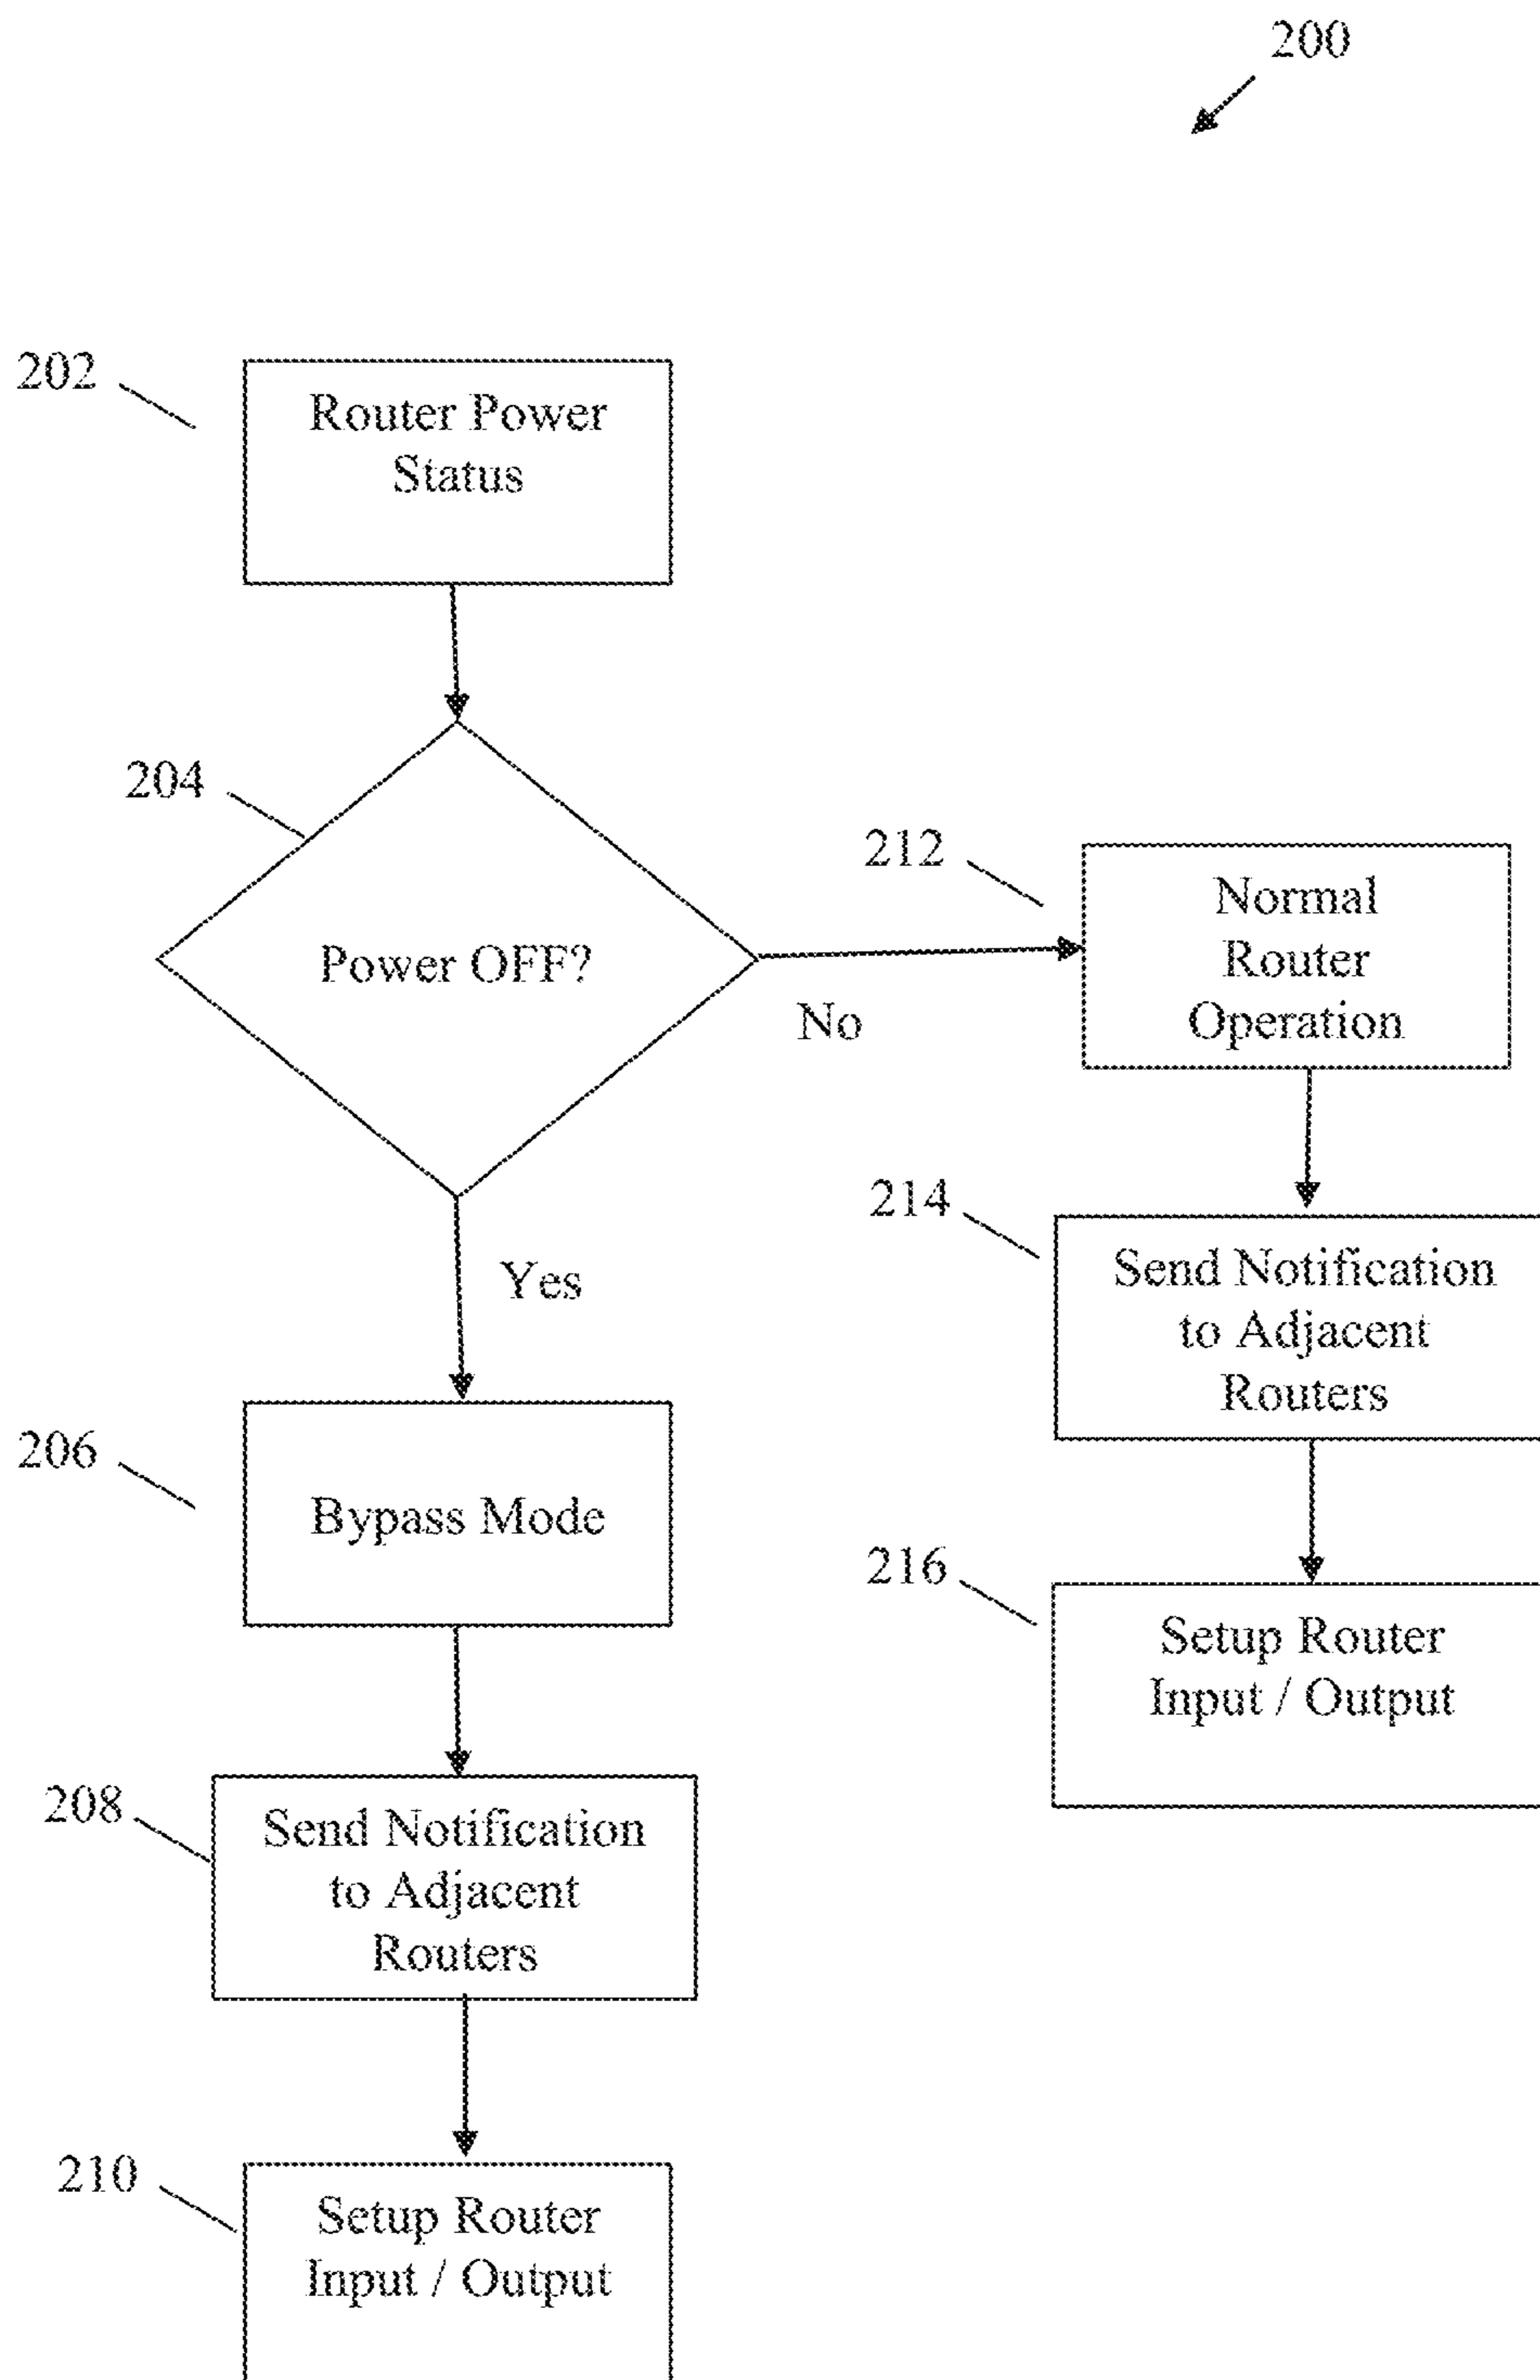 200
202
Router Power
Status
204
Power OFF?
No
Yes
212
Normal
Router
Operation
214
Send Notification
to Adjacent
Routers
216
Setup Router
Input / Output
206
Bypass Mode
208
Send Notification
to Adjacent
Routers
210
Setup Router
Input / Output